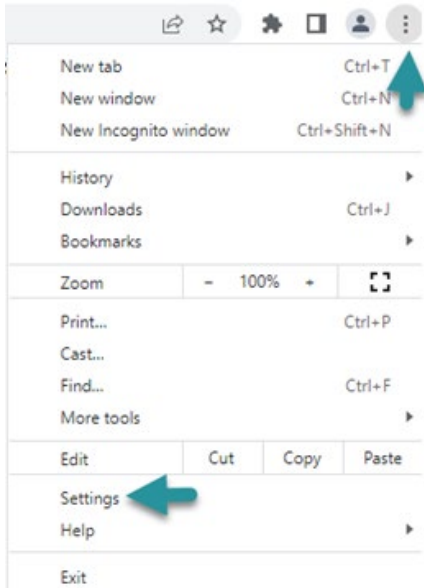 New tab Ctrl+T
New window Ctrl+N
New Incognito window Ctrl+Shift+N
History
Downloads Ctrl+J
Bookmarks
Zoom - 100% +
Print... Ctrl+P
Cast...
Find... Ctrl+F
More tools
Edit Cut Copy Paste
Settings
Help
Exit